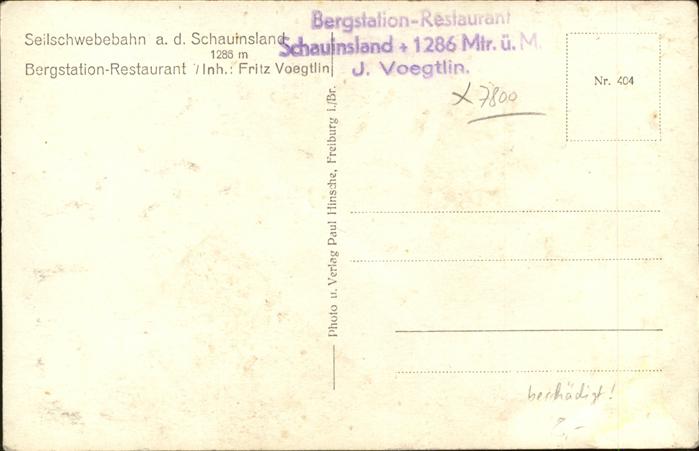 Seilschwebebahn a. d. Schauinsland
1286 m
Bergstation-Restaurant / Inh.: Fritz Voegtlin
Bergstation-Restaurant
Schauinsland + 1286 Mtr. ü. M.
J. Voegtlin.
x 7800
Nr. 404
Photo u. Verlag Paul Hinsche, Freiburg i./Br.
beschädigt!